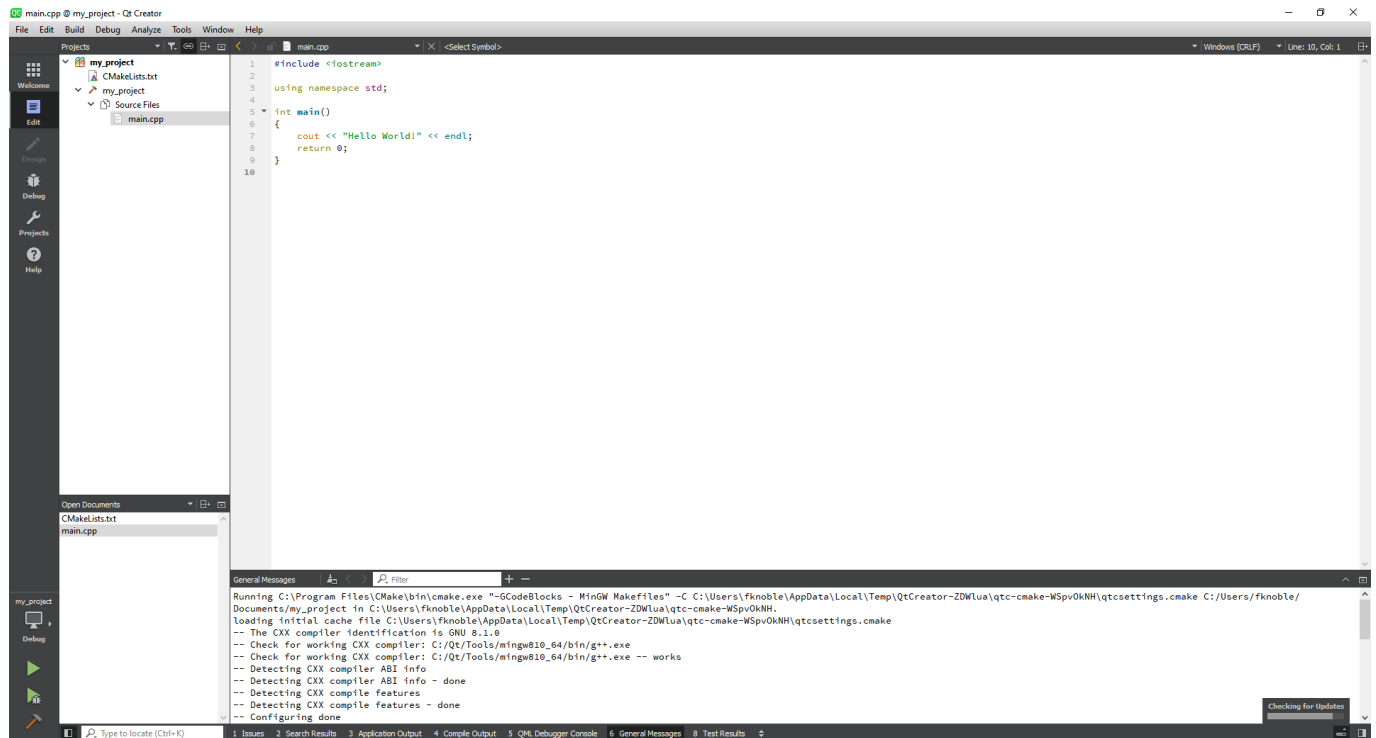 main.cpp @ my_project - Qt Creator
File Edit Build Debug Analyze Tools Window Help
Projects
main.cpp
<Select Symbol>
Windows (CRLF)
Line: 10, Col: 1
Welcome
Edit
Design
Debug
Projects
Help
my_project
CMakeLists.txt
my_project
Source Files
main.cpp
1 #include <iostream>
2
3 using namespace std;
4
5 int main()
6 {
7 cout << "Hello World!" << endl;
8 return 0;
9 }
10
Open Documents
CMakeLists.txt
main.cpp
my_project
Debug
General Messages
Filter
Running C:\Program Files\CMake\bin\cmake.exe "-GCodeBlocks - MinGW Makefiles" -C C:\Users\fknoble\AppData\Local\Temp\QtCreator-ZDWlua\qtc-cmake-WSpvOkNH\qtcsettings.cmake C:/Users/fknoble/
Documents/my_project in C:\Users\fknoble\AppData\Local\Temp\QtCreator-ZDWlua\qtc-cmake-WSpvOkNH.
loading initial cache file C:\Users\fknoble\AppData\Local\Temp\QtCreator-ZDWlua\qtc-cmake-WSpvOkNH\qtcsettings.cmake
-- The CXX compiler identification is GNU 8.1.0
-- Check for working CXX compiler: C:/Qt/Tools/mingw810_64/bin/g++.exe
-- Check for working CXX compiler: C:/Qt/Tools/mingw810_64/bin/g++.exe -- works
-- Detecting CXX compiler ABI info
-- Detecting CXX compiler ABI info - done
-- Detecting CXX compile features
-- Detecting CXX compile features - done
-- Configuring done
Checking for Updates
Type to locate (Ctrl+K)
1 Issues 2 Search Results 3 Application Output 4 Compile Output 5 QML Debugger Console 6 General Messages 8 Test Results